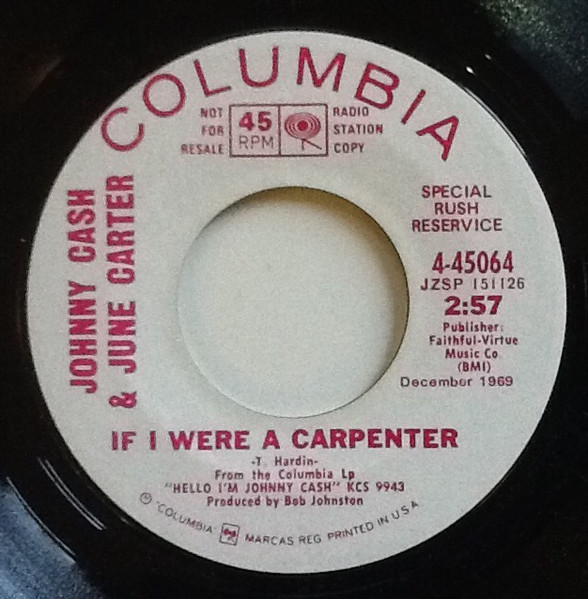 COLUMBIA
NOT
FOR
RESALE
45
RPM
RADIO
STATION
COPY
JOHNNY CASH
& JUNE CARTER
SPECIAL
RUSH
RESERVICE
4-45064
JZSP 151126
2:57
Publisher:
Faithful-Virtue
Music Co.
(BMI)
December 1969
IF I WERE A CARPENTER
-T. Hardin-
From the Columbia Lp
"HELLO I'M JOHNNY CASH" KCS 9943
Produced by Bob Johnston
Ⓟ "COLUMBIA" MARCAS REG. PRINTED IN U S A